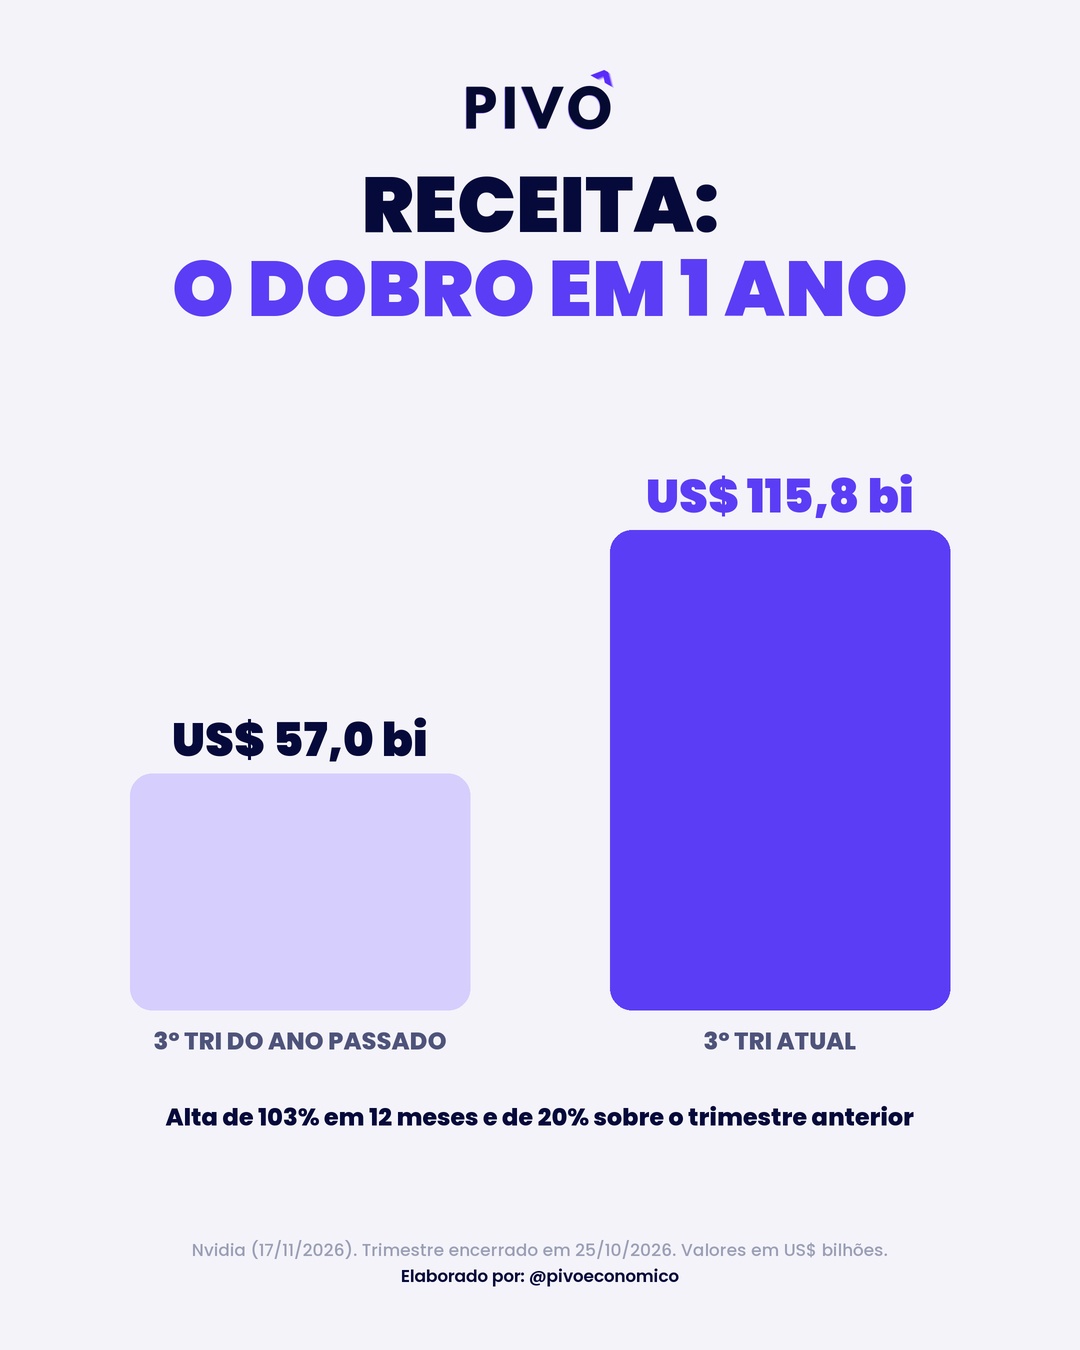 PIVÔ
RECEITA:
O DOBRO EM 1 ANO
US$ 115,8 bi
US$ 57,0 bi
3º TRI DO ANO PASSADO
3º TRI ATUAL
Alta de 103% em 12 meses e de 20% sobre o trimestre anterior
Nvidia (17/11/2026). Trimestre encerrado em 25/10/2026. Valores em US$ bilhões.
Elaborado por: @pivoeconomico